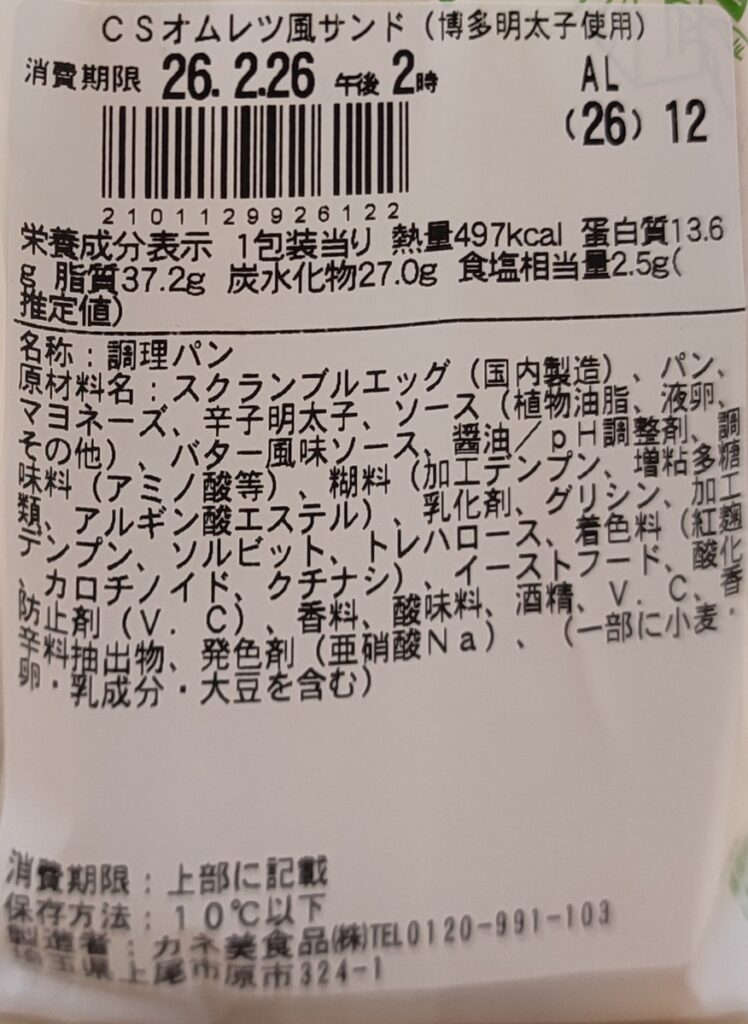 CSオムレツ風サンド(博多明太子使用)
消費期限 26.2.26 午後2時 AL
(26) 12
2101129926122
栄養成分表示 1包装当り 熱量497kcal 蛋白質13.6
g 脂質37.2g 炭水化物27.0g 食塩相当量2.5g(
推定値)
名称:調理パン
原材料名:スクランブルエッグ(国内製造)、パン、
マヨネーズ、辛子明太子、ソース(植物油脂、液卵、
その他)、バター風味ソース、醤油/pH調整剤、調
味料(アミノ酸等)、糊料(加工デンプン、増粘多糖
類、アルギン酸エステル)、乳化剤、グリシン、加工
デンプン、ソルビット、トレハロース、着色料(紅麹
、カロチノイド、クチナシ)、イーストフード、酸化
防止剤(V.C)、香料、酸味料、酒精、V.C、香
辛料抽出物、発色剤(亜硝酸Na)、(一部に小麦・
卵・乳成分・大豆を含む)
消費期限:上部に記載
保存方法:10℃以下
製造者:カネ美食品(株)TEL0120-991-103
埼玉県上尾市原市324-1